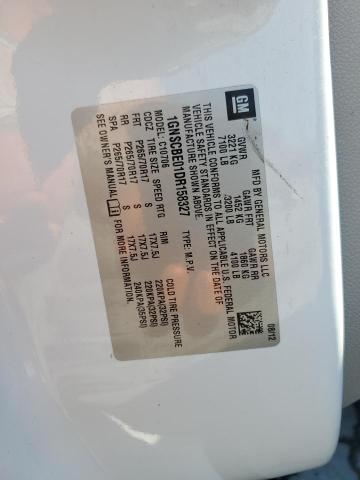 GM
MFD BY GENERAL MOTORS LLC 08/12
GVWR GAWR FRT GAWR RR
3221 KG 1452 KG 1860 KG
7100 LB /3200 LB 4100 LB
THIS VEHICLE CONFORMS TO ALL APPLICABLE U.S. FEDERAL MOTOR
VEHICLE SAFETY STANDARDS IN EFFECT ON THE DATE OF
MANUFACTURE SHOWN ABOVE.
1GNSCBE01DR158327 TYPE: M.P.V.
MODEL: C10706
CDCZ TIRE SIZE SPEED RTG RIM COLD TIRE PRESSURE
FRT P265/70R17 S 17X7.5J 220KPA(32PSI)
RR P265/70R17 S 17X7.5J 220KPA(32PSI)
SP P265/70R17 S 17X7.5J 240KPA(35PSI)
SEE OWNER'S MANUAL FOR MORE INFORMATION.